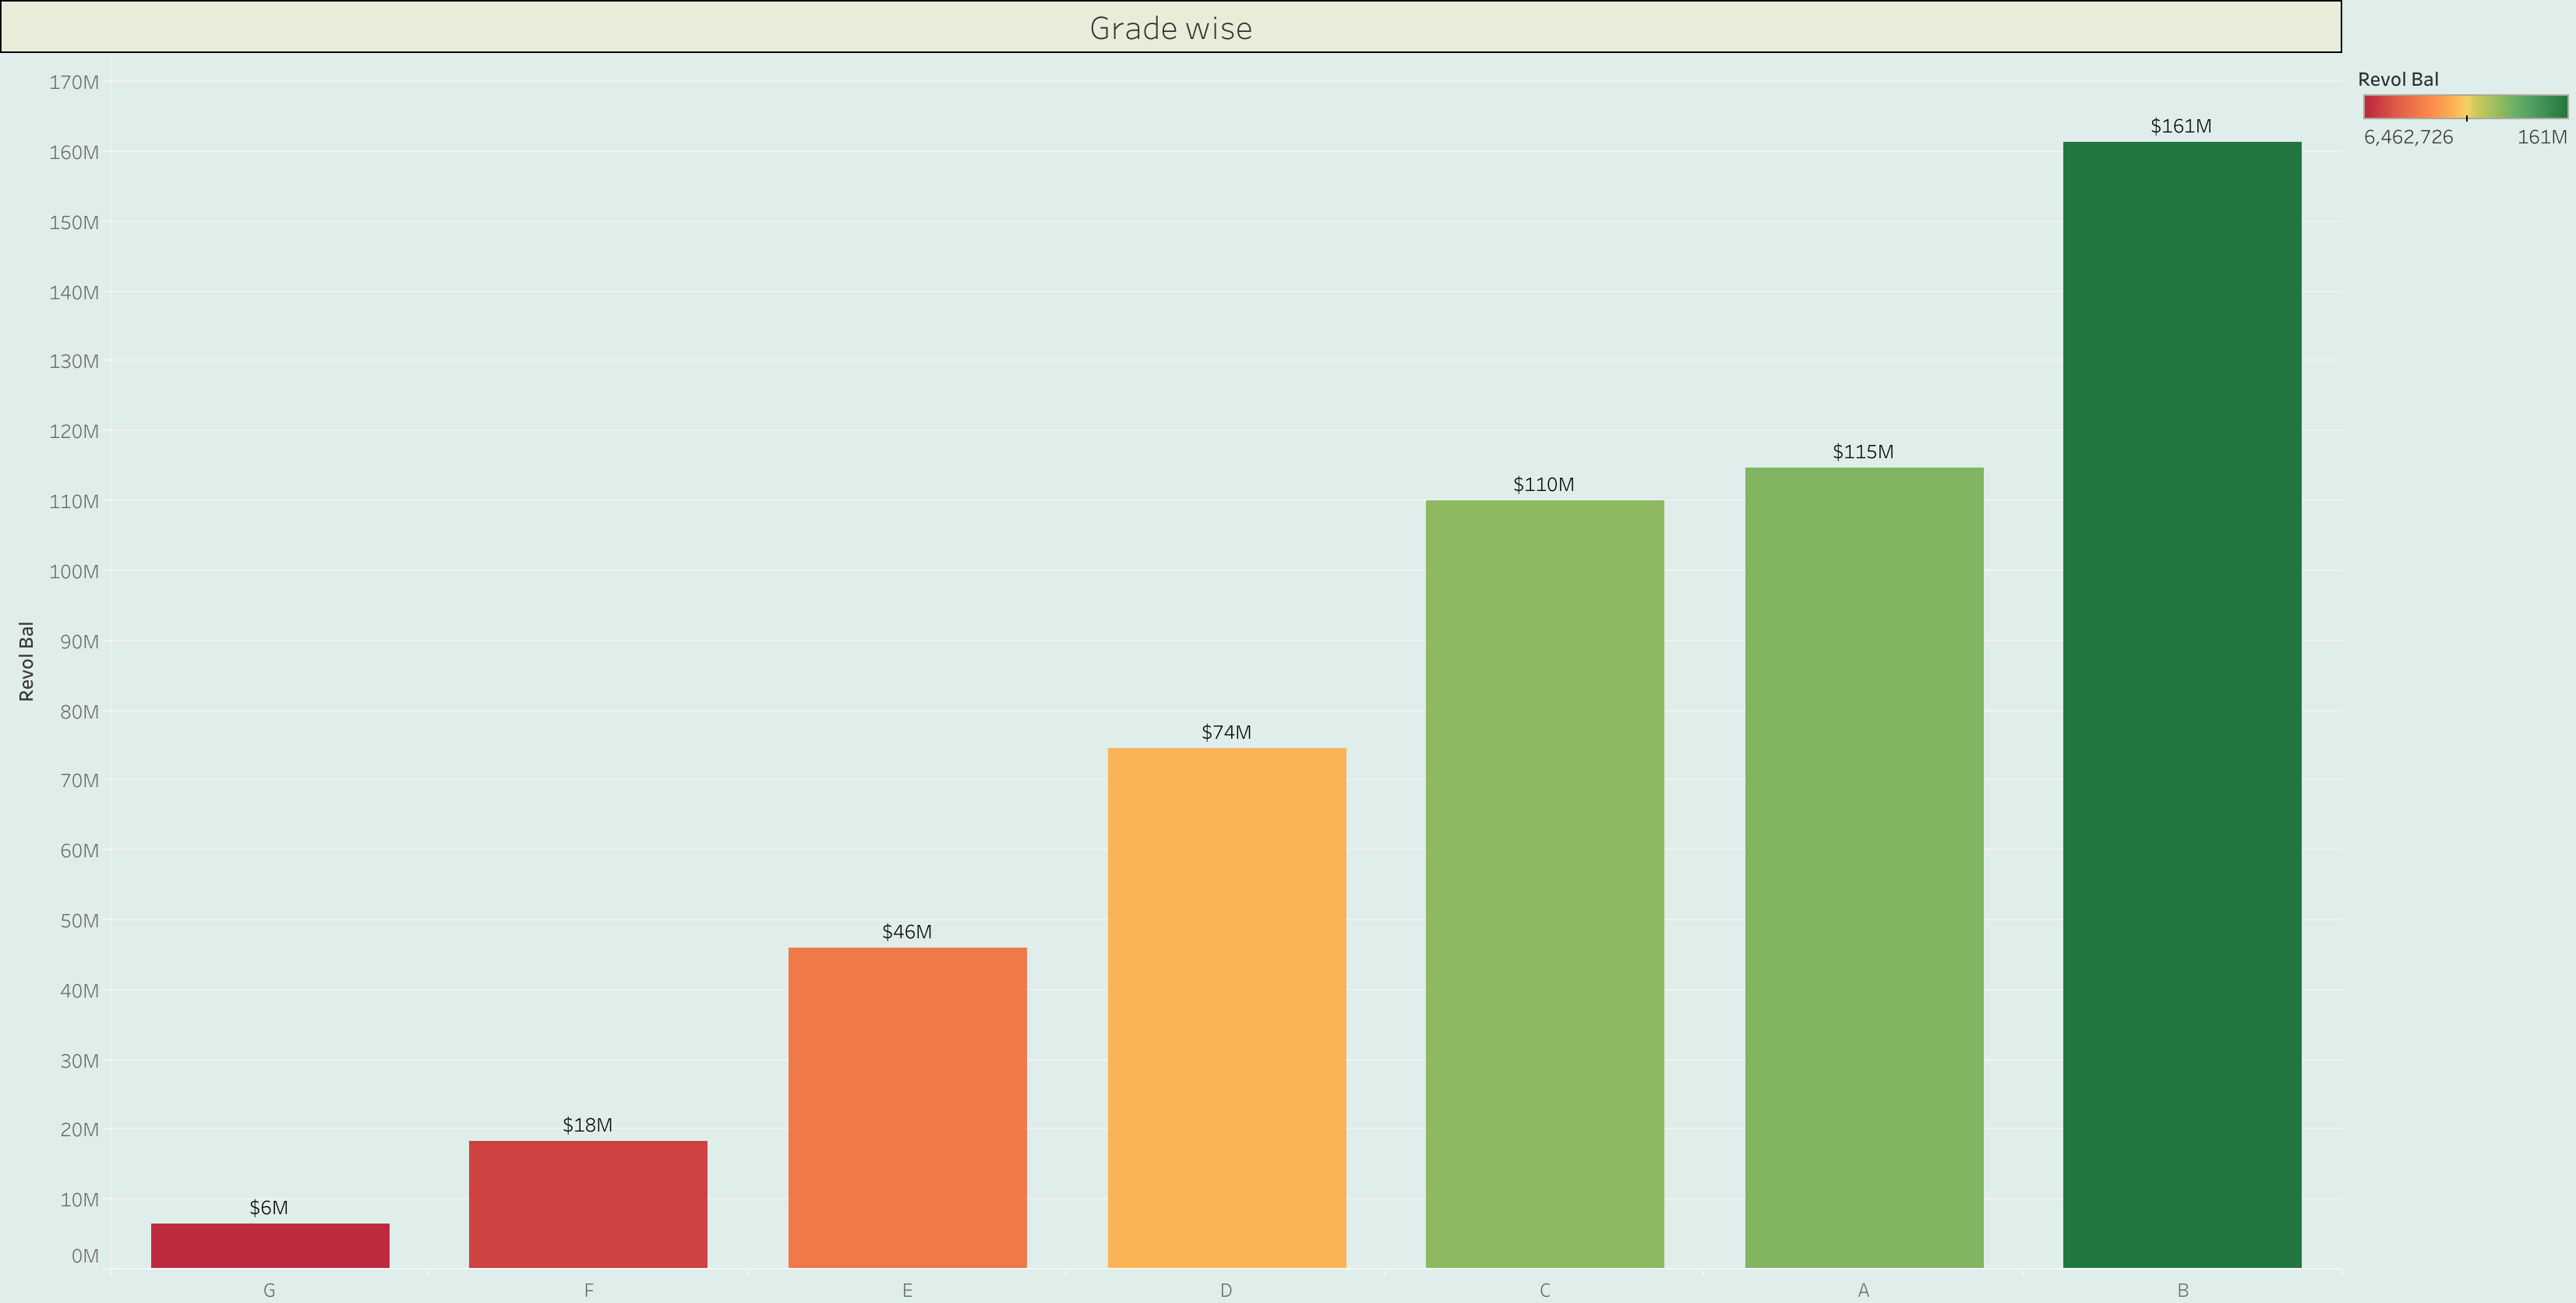 Grade wise
Revol Bal
6,462,726 161M
170M
160M
150M
140M
130M
120M
110M
100M
90M
80M
70M
60M
50M
40M
30M
20M
10M
0M
Revol Bal
$6M
$18M
$46M
$74M
$110M
$115M
$161M
G F E D C A B